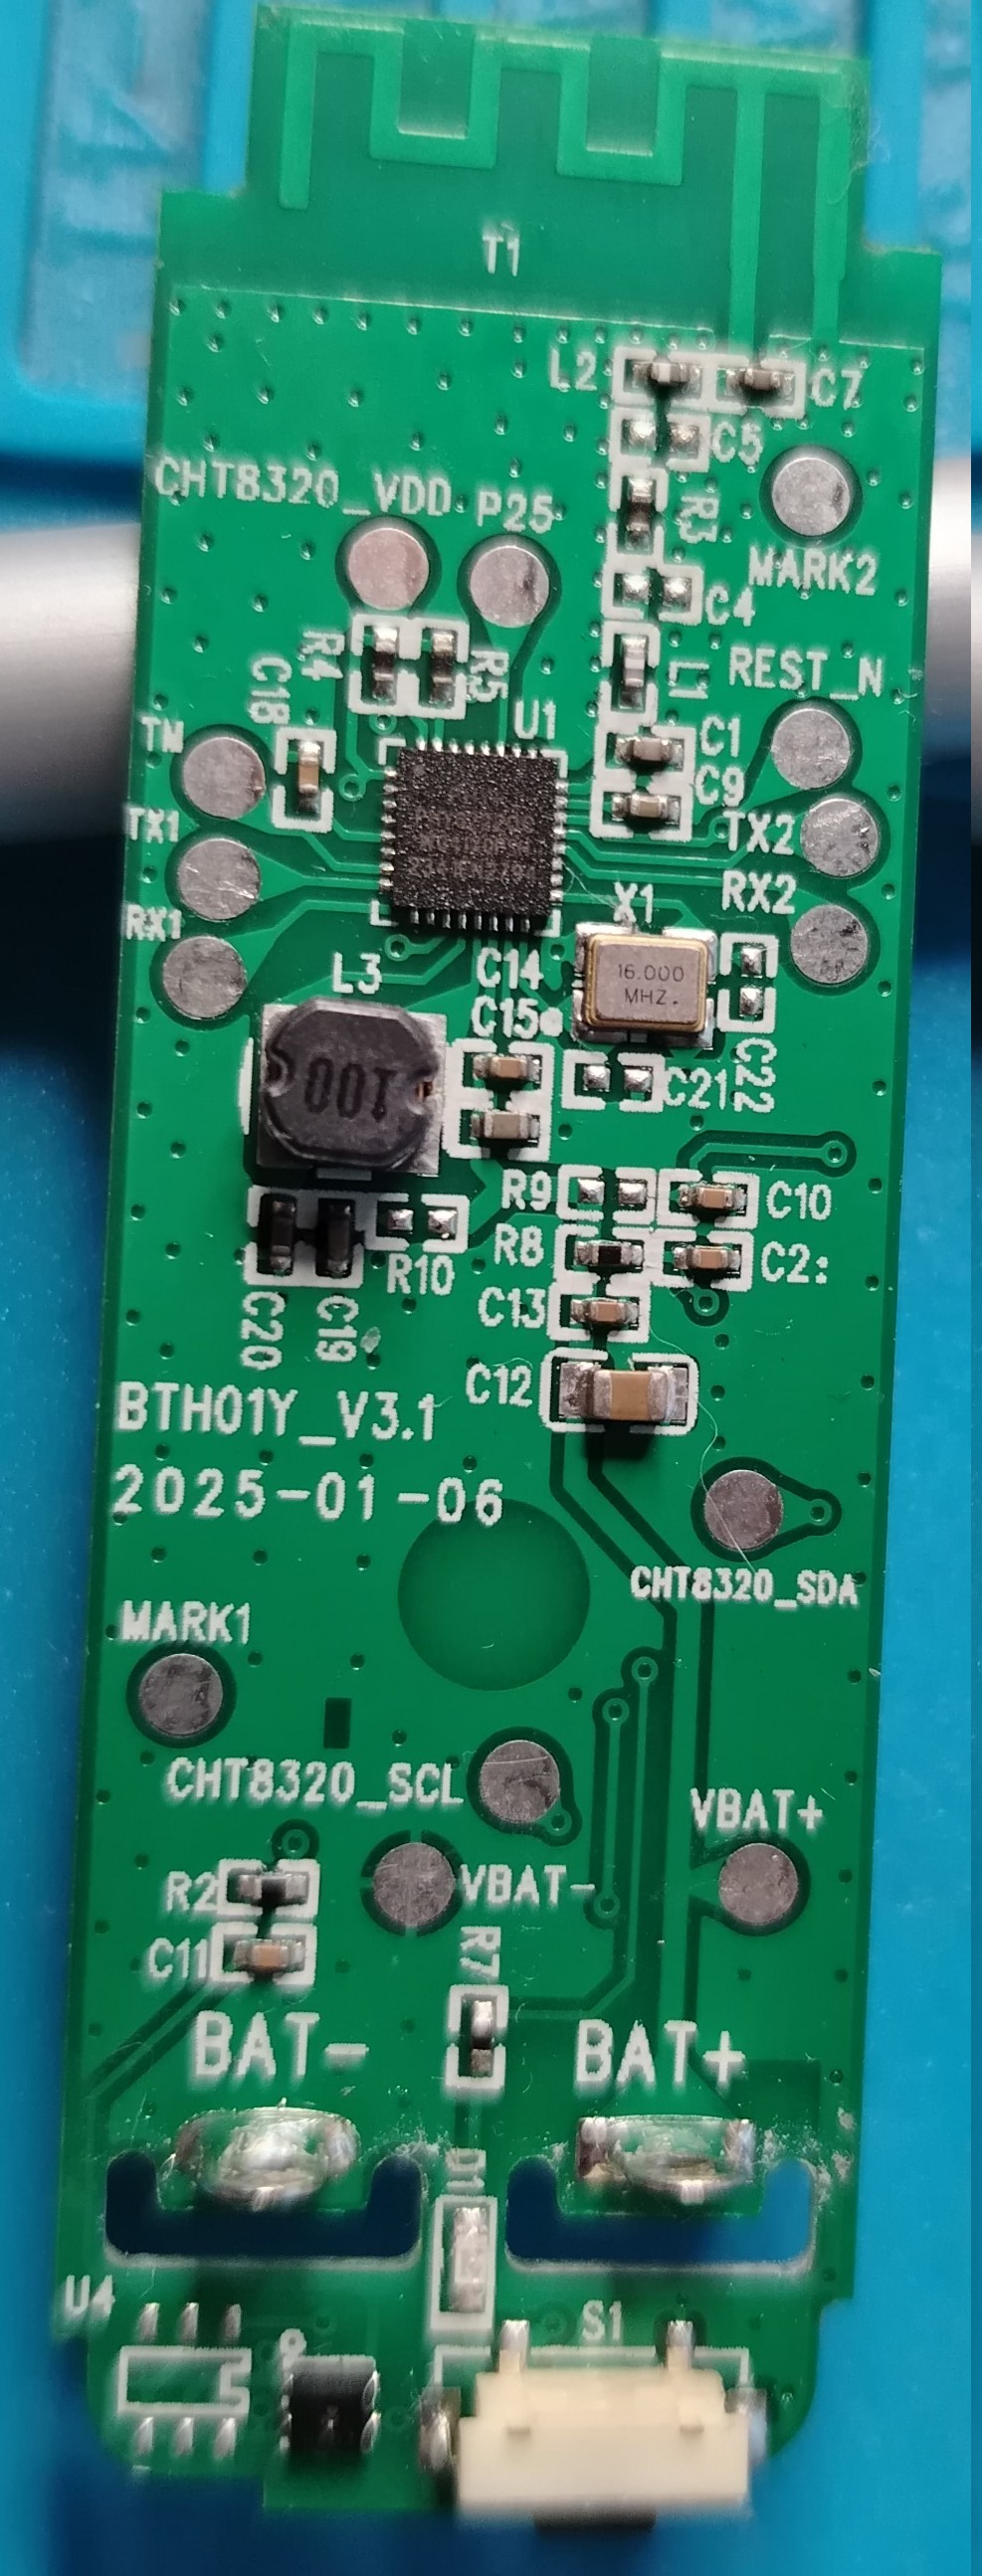 T1
L2
C7
C5
CHT8320_VDD
P25
R3
MARK2
C4
R4
R5
L1
REST_N
C18
U1
C1
TM
C9
TX1
TX2
RX2
RX1
X1
16.000
MHZ.
L3
C14
C15
C22
C21
100
R9
C10
R8
C2:
R10
C13
C20
C19
C12
BTH01Y_V3.1
2025-01-06
CHT8320_SDA
MARK1
CHT8320_SCL
VBAT+
R2
VBAT-
C11
R7
BAT-
BAT+
D1
U4
S1